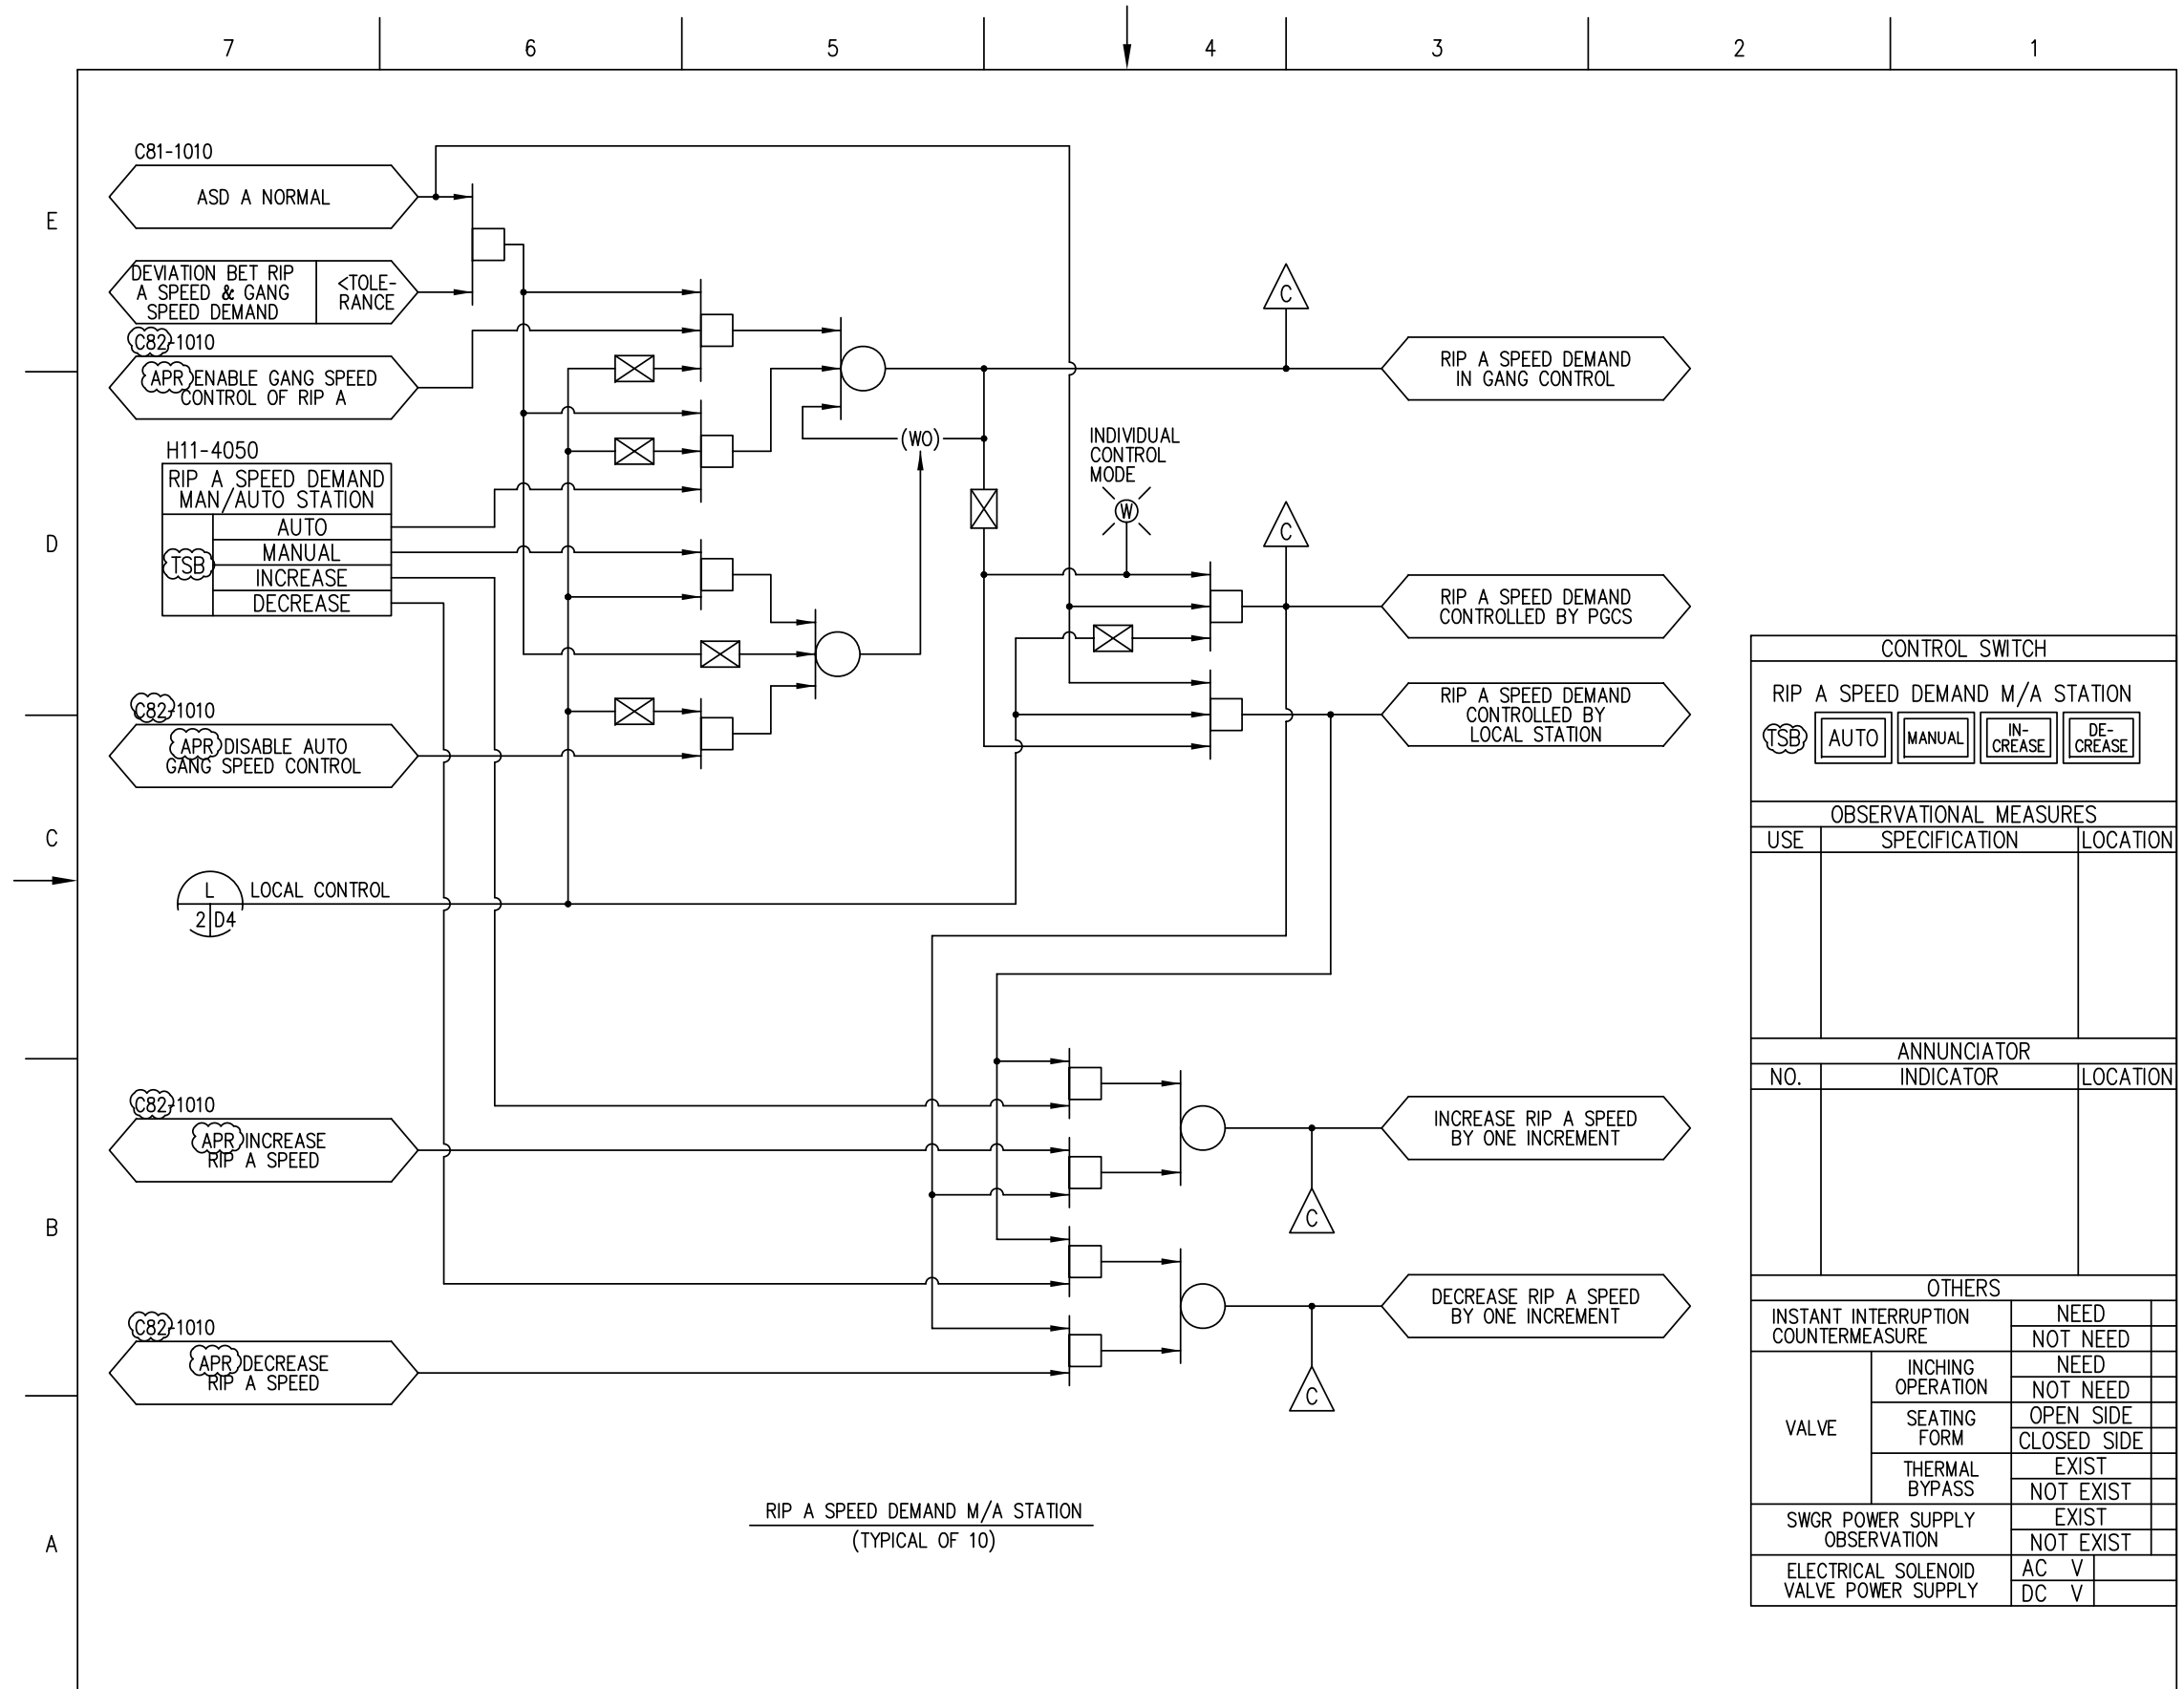 7 6 5 4 3 2 1
E
D
C
B
A
C81-1010
ASD A NORMAL
DEVIATION BET RIP
A SPEED & GANG
SPEED DEMAND
<TOLE-
RANCE
C82-1010
APR ENABLE GANG SPEED
CONTROL OF RIP A
H11-4050
RIP A SPEED DEMAND
MAN/AUTO STATION
TSB
AUTO
MANUAL
INCREASE
DECREASE
C82-1010
APR DISABLE AUTO
GANG SPEED CONTROL
L
2 D4
LOCAL CONTROL
C82-1010
APR INCREASE
RIP A SPEED
C82-1010
APR DECREASE
RIP A SPEED
(WO)
INDIVIDUAL
CONTROL
MODE
W
C
RIP A SPEED DEMAND
IN GANG CONTROL
C
RIP A SPEED DEMAND
CONTROLLED BY PGCS
RIP A SPEED DEMAND
CONTROLLED BY
LOCAL STATION
INCREASE RIP A SPEED
BY ONE INCREMENT
C
DECREASE RIP A SPEED
BY ONE INCREMENT
C
RIP A SPEED DEMAND M/A STATION
(TYPICAL OF 10)
CONTROL SWITCH
RIP A SPEED DEMAND M/A STATION
TSB
AUTO
MANUAL
IN-
CREASE
DE-
CREASE
OBSERVATIONAL MEASURES
USE SPECIFICATION LOCATION
ANNUNCIATOR
NO. INDICATOR LOCATION
OTHERS
INSTANT INTERRUPTION
COUNTERMEASURE
NEED
NOT NEED
VALVE
INCHING
OPERATION
NEED
NOT NEED
SEATING
FORM
OPEN SIDE
CLOSED SIDE
THERMAL
BYPASS
EXIST
NOT EXIST
SWGR POWER SUPPLY
OBSERVATION
EXIST
NOT EXIST
ELECTRICAL SOLENOID
VALVE POWER SUPPLY
AC V
DC V